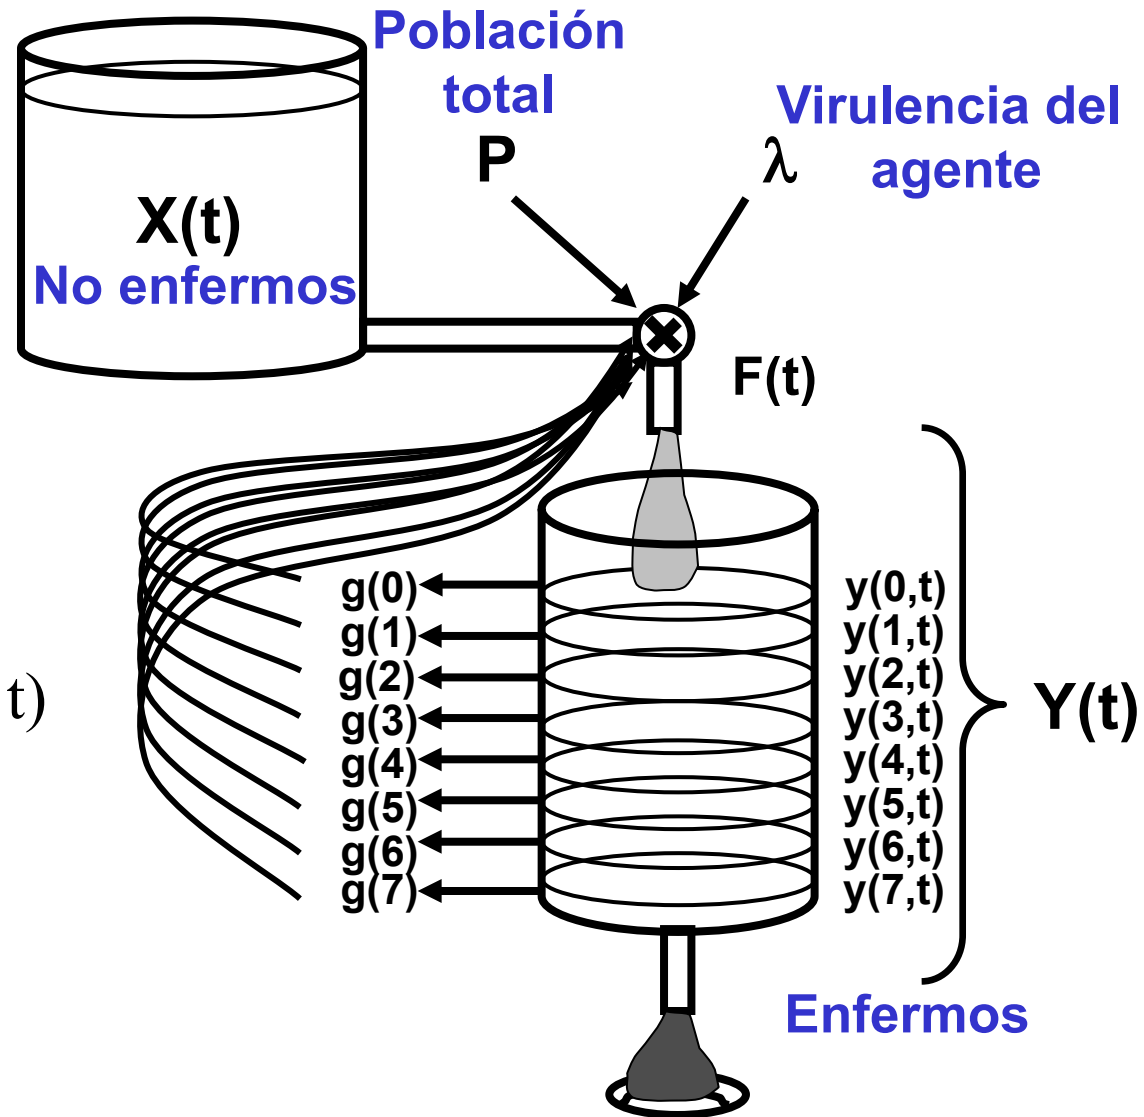 Población
total
P
Virulencia del
agente
λ
X(t)
No enfermos
F(t)
g(0)
g(1)
g(2)
g(3)
g(4)
g(5)
g(6)
g(7)
y(0,t)
y(1,t)
y(2,t)
y(3,t)
y(4,t)
y(5,t)
y(6,t)
y(7,t)
t)
Y(t)
Enfermos